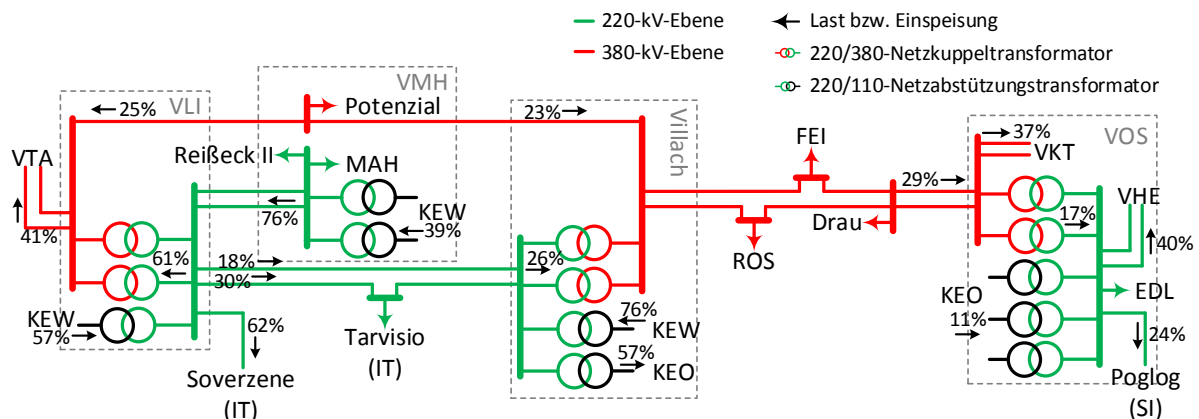 220-kV-Ebene
380-kV-Ebene
Last bzw. Einspeisung
220/380-Netzkuppeltransformator
220/110-Netzabstützungstransformator
VLI
VMH
Villach
VOS
25%
Potenzial
23%
37%
VKT
VTA
41%
Reißeck II
MAH
76%
KEW
39%
FEI
29%
Drau
ROS
VHE
17%
40%
61%
18%
30%
26%
KEW
57%
62%
Soverzene
(IT)
Tarvisio
(IT)
76%
KEW
57%
KEO
KEO
11%
EDL
24%
Poglog
(SI)